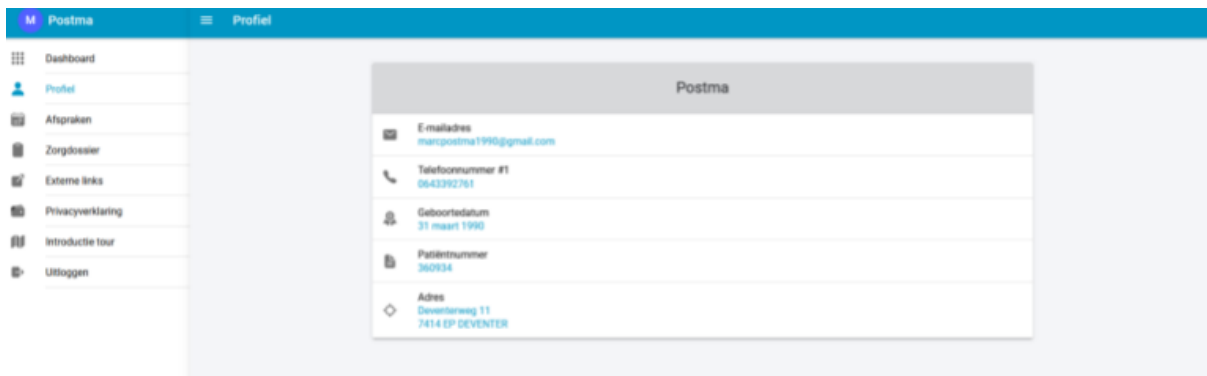 M Postma
Profiel
Dashboard
Profiel
Afspraken
Zorgdossier
Externe links
Privacyverklaring
Introductie tour
Uitloggen
Postma
E-mailadres
marcpostma1990@gmail.com
Telefoonnummer #1
0643392761
Geboortedatum
31 maart 1990
Patiëntnummer
360934
Adres
Deventerweg 11
7414 EP DEVENTER